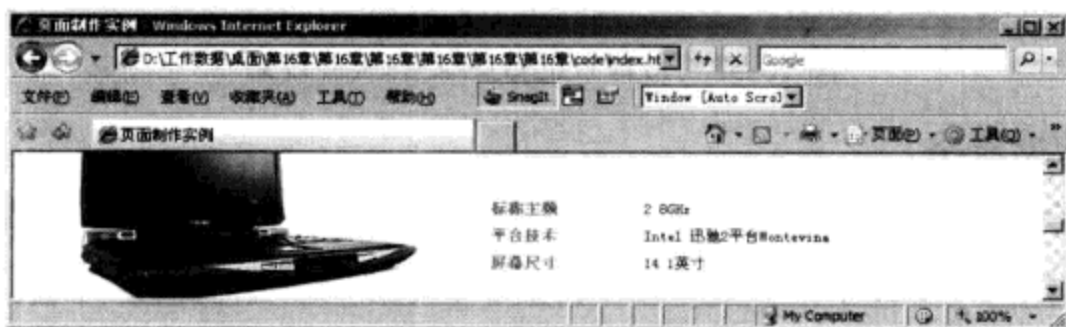 页面制作实例 Windows Internet Explorer
D:\工作数据\桌面\第16章\第16章\第16章\第16章\第16章\第16章\code\index.ht
Google
文件(F) 编辑(E) 查看(V) 收藏夹(A) 工具(T) 帮助(H) SnagIt Window [Auto Scrol
页面制作实例 页面(P) 工具(O)
标称主频 2 8GHz
平台技术 Intel 迅驰2平台Montevina
屏幕尺寸 14 1英寸
My Computer 100%